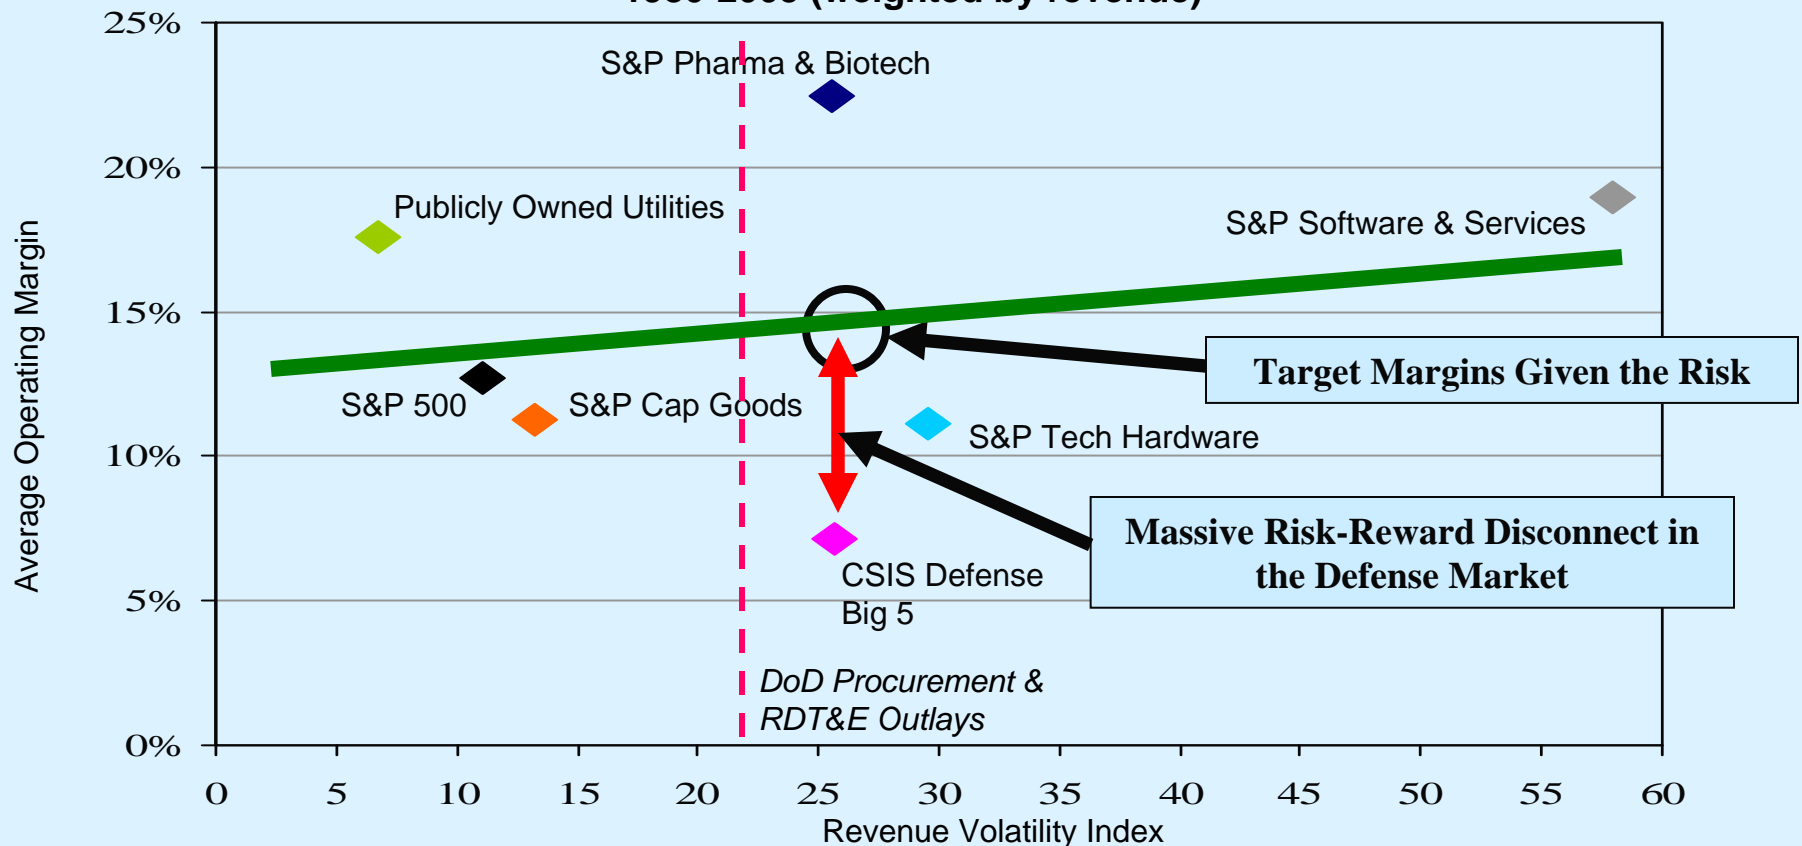 (weighted by revenue)
25%
S&P Pharma & Biotech
20%
Publicly Owned Utilities
S&P Software & Services
Average Operating Margin
15%
Target Margins Given the Risk
S&P 500
S&P Cap Goods
S&P Tech Hardware
10%
Massive Risk-Reward Disconnect in
the Defense Market
CSIS Defense
Big 5
5%
DoD Procurement &
RDT&E Outlays
0%
0 5 10 15 20 25 30 35 40 45 50 55 60
Revenue Volatility Index